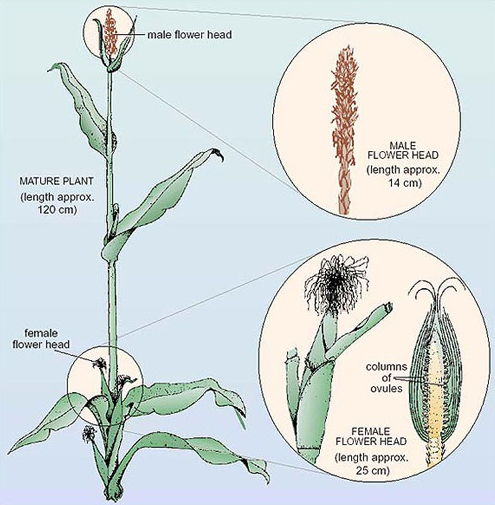 male flower head
MALE
FLOWER HEAD
(length approx.
14 cm)
MATURE PLANT
(length approx.
120 cm)
female
flower head
columns
of
ovules
FEMALE
FLOWER HEAD
(length approx.
25 cm)